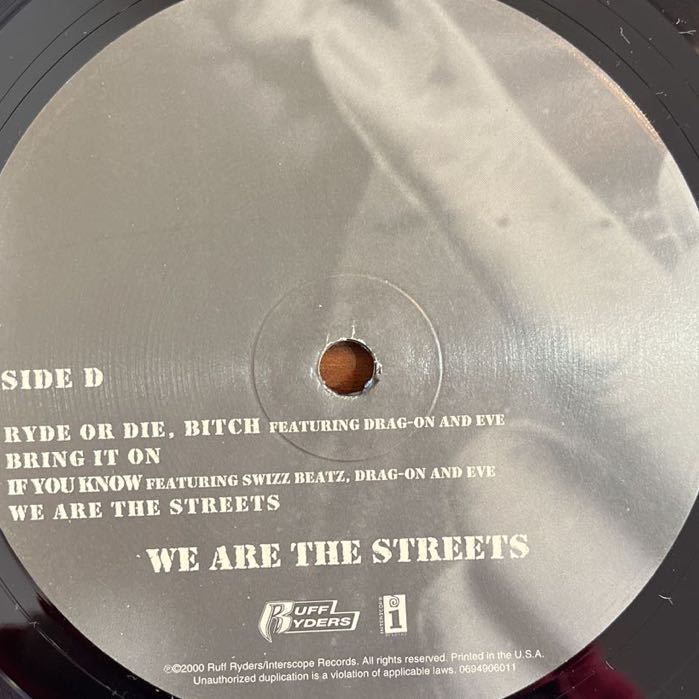 SIDE D
RYDE OR DIE, BITCH FEATURING DRAG-ON AND EVE
BRING IT ON
IF YOU KNOW FEATURING SWIZZ BEATZ, DRAG-ON AND EVE
WE ARE THE STREETS
WE ARE THE STREETS
RUFF RYDERS
INTERSCOPE
i
RECORDS
℗©2000 Ruff Ryders/Interscope Records. All rights reserved. Printed in the U.S.A.
Unauthorized duplication is a violation of applicable laws. 0694906011